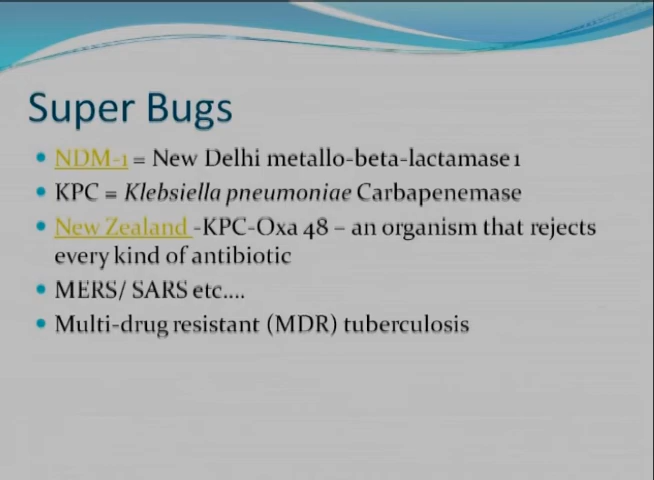 Super Bugs
NDM-1 = New Delhi metallo-beta-lactamase 1
KPC = Klebsiella pneumoniae Carbapenemase
New Zealand -KPC-Oxa 48 – an organism that rejects
every kind of antibiotic
MERS/ SARS etc....
Multi-drug resistant (MDR) tuberculosis